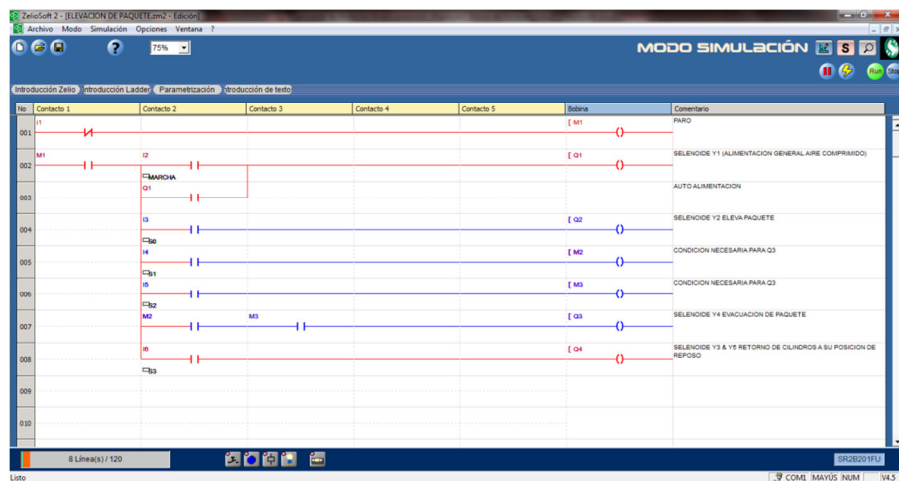 ZelioSoft 2 - [ELEVACION DE PAQUETE.zm2 - Edición]
Archivo Modo Simulación Opciones Ventana ?
? 75% MODO SIMULACIÓN S
Run Stop
Introducción Zelio Introducción Ladder Parametrización Introducción de texto
No Contacto 1 Contacto 2 Contacto 3 Contacto 4 Contacto 5 Bobina Comentario
001 I1 [ M1 PARO
002 M1 I2 [ Q1 SELENOIDE Y1 (ALIMENTACION GENERAL AIRE COMPRIMIDO)
MARCHA
003 Q1 AUTO ALIMENTACION
004 I3 [ Q2 SELENOIDE Y2 ELEVA PAQUETE
S0
005 I4 [ M2 CONDICION NECESARIA PARA Q3
S1
006 I5 [ M3 CONDICION NECESARIA PARA Q3
S2
007 M2 M3 [ Q3 SELENOIDE Y4 EVACUACION DE PAQUETE
008 I6 [ Q4 SELENOIDE Y3 & Y5 RETORNO DE CILINDROS A SU POSICION DE
REPOSO
S3
009
010
8 Línea(s) / 120 SR2B201FU
Listo COM1 MAYÚS NUM V4.5